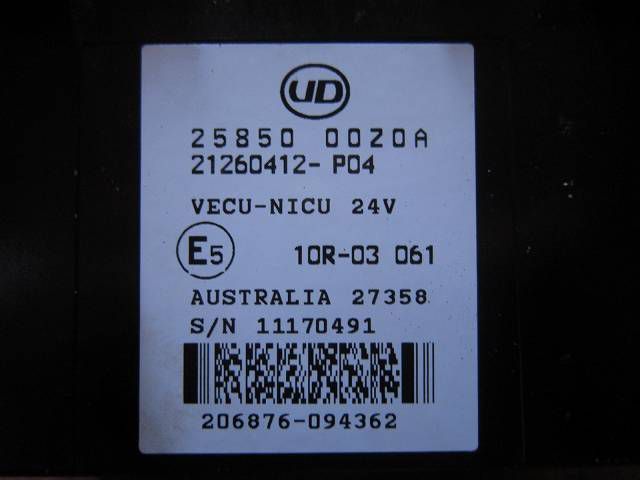 UD
25850 00Z0A
21260412- P04
VECU-NICU 24V
E5 10R-03 061
AUSTRALIA 27358
S/N 11170491
206876-094362